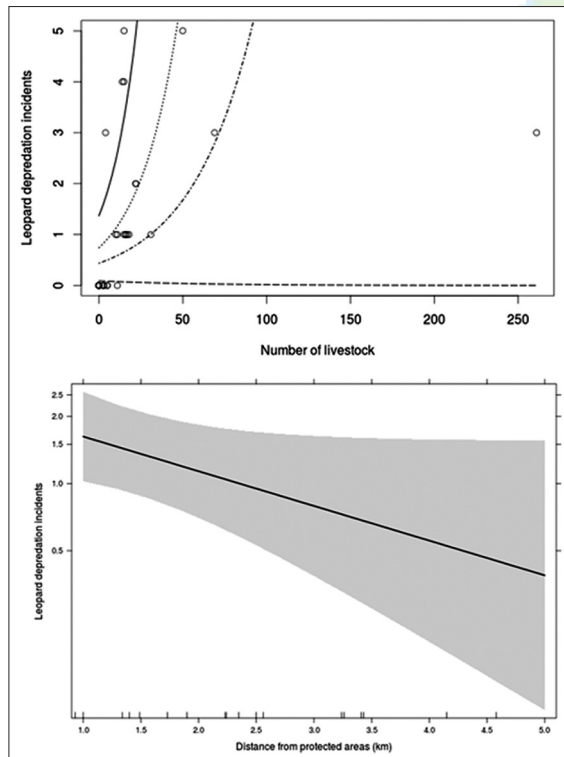 Leopard depredation incidents
5
4
3
2
1
0
0 50 100 150 200 250
Number of livestock
Leopard depredation incidents
2.5
2.0
1.5
1.0
0.5
1.0 1.5 2.0 2.5 3.0 3.5 4.0 4.5 5.0
Distance from protected areas (km)